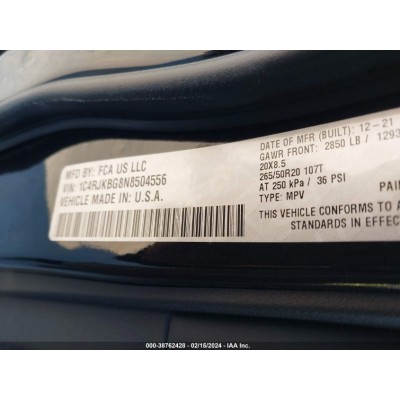 MFD BY: FCA US LLC
VIN: 1C4RJKBG8N8504556
VEHICLE MADE IN: U.S.A.
DATE OF MFR (BUILT): 12-21
GAWR FRONT: 2850 LB / 1293
20X8.5
265/50R20 107T
AT 250 kPa / 36 PSI
TYPE: MPV
PAIN
THIS VEHICLE CONFORMS TO A
STANDARDS IN EFFECT
000-38762428 - 02/15/2024 - IAA Inc.